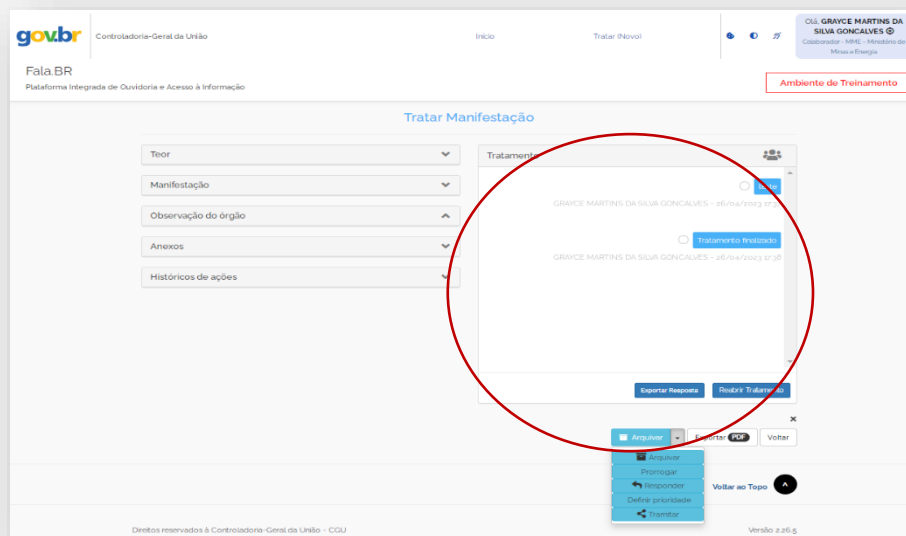 gov.br
Controladoria-Geral da União
Início
Tratar (Novo)
Olá, GRAYCE MARTINS DA
SILVA GONCALVES
Colaborador - MME - Ministério de
Minas e Energia
Fala.BR
Plataforma Integrada de Ouvidoria e Acesso à Informação
Ambiente de Treinamento
Tratar Manifestação
Teor
Manifestação
Observação do órgão
Anexos
Históricos de ações
Tratamento
GRAYCE MARTINS DA SILVA GONCALVES - 26/04/2023
Tratamento finalizado
GRAYCE MARTINS DA SILVA GONCALVES - 26/04/2023 17:38
Exportar Resposta
Reabrir Tratamento
Arquivar
Exportar PDF
Voltar
Arquivar
Prorrogar
Responder
Definir prioridade
Tramitar
Voltar ao Topo
Direitos reservados à Controladoria-Geral da União - CGU
Versão 2.26.5